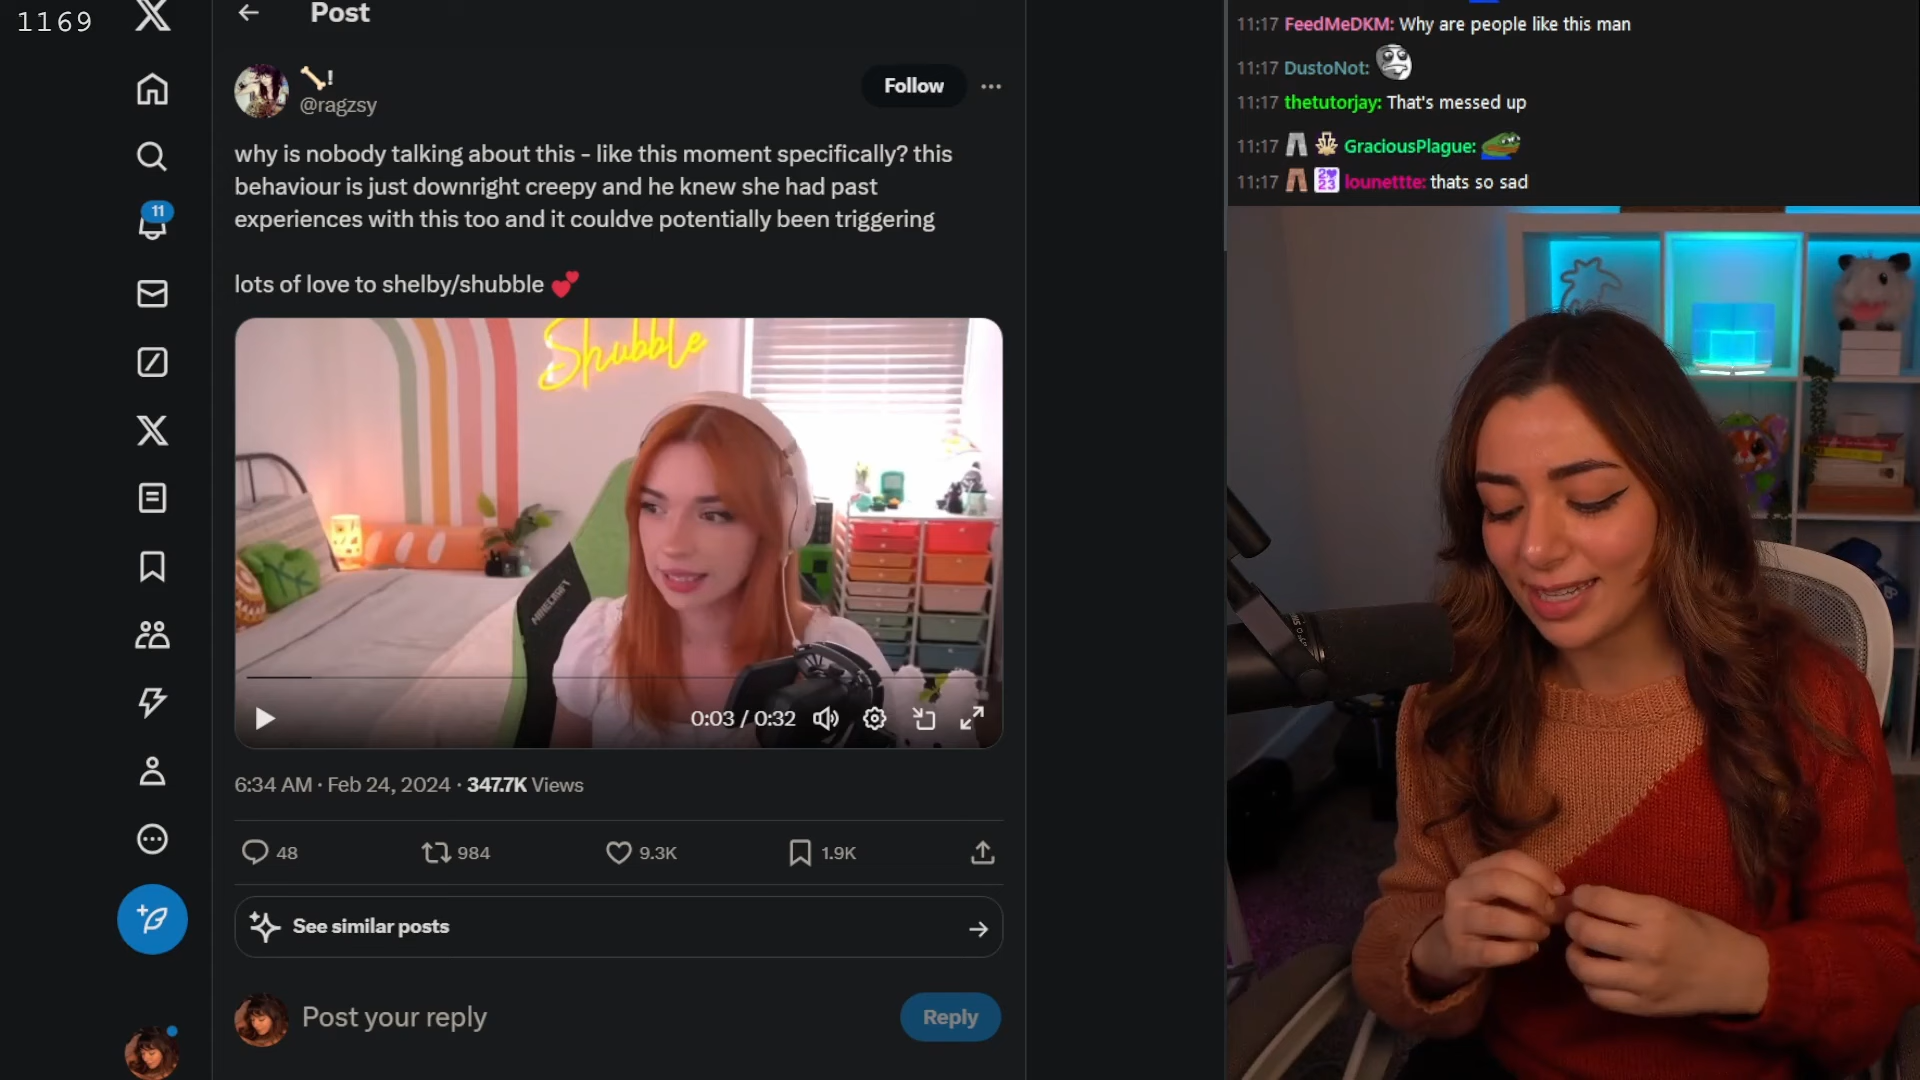 1169
Post
!
@ragzsy
Follow
why is nobody talking about this - like this moment specifically? this
behaviour is just downright creepy and he knew she had past
experiences with this too and it couldve potentially been triggering
lots of love to shelby/shubble 💕
Shubble
MINECRAFT
0:03 / 0:32
6:34 AM · Feb 24, 2024 · 347.7K Views
48
984
9.3K
1.9K
See similar posts
Post your reply
Reply
11
11:17 FeedMeDKM: Why are people like this man
11:17 DustoNot:
11:17 thetutorjay: That's messed up
11:17 GraciousPlague:
11:17 2023 lounettte: thats so sad